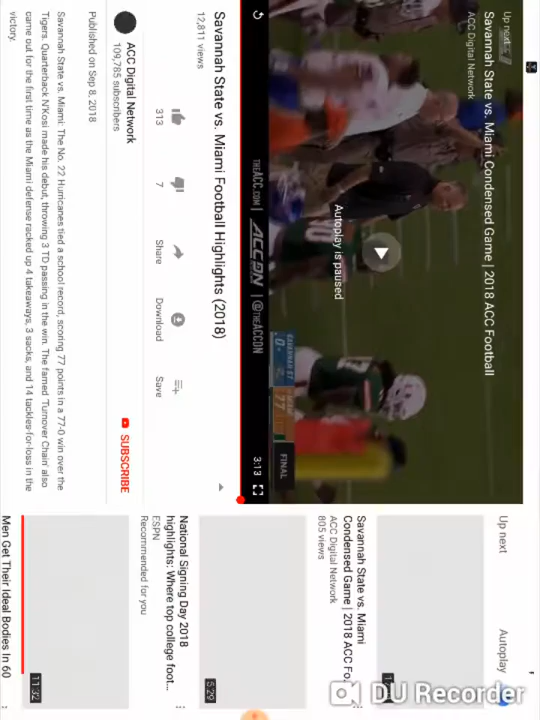 Up next
Savannah State vs. Miami Condensed Game | 2018 ACC Football
ACC Digital Network
Autoplay is paused
SAVANNAH ST
0
77
FINAL
THEACC.COM | ACCDN | @THEACCDN
3:13
Savannah State vs. Miami Football Highlights (2018)
12,811 views
313
7
Share
Download
Save
ACC Digital Network
109,785 subscribers
SUBSCRIBE
Published on Sep 8, 2018
Savannah State vs. Miami: The No. 22 Hurricanes tied a school record, scoring 77 points in a 77-0 win over the
Tigers. Quarterback N'Kosi made his debut, throwing 3 TD passing in the win. The famed 'Turnover Chain' also
came out for the first time as the Miami defense racked up 4 takeaways, 3 sacks, and 14 tackles-for-loss in the
victory.
Up next
Autoplay
Savannah State vs. Miami
Condensed Game | 2018 ACC Fo...
ACC Digital Network
805 views
5:29
National Signing Day 2018
highlights: Where top college foot...
ESPN
Recommended for you
11:32
Men Get Their Ideal Bodies In 60
DU Recorder